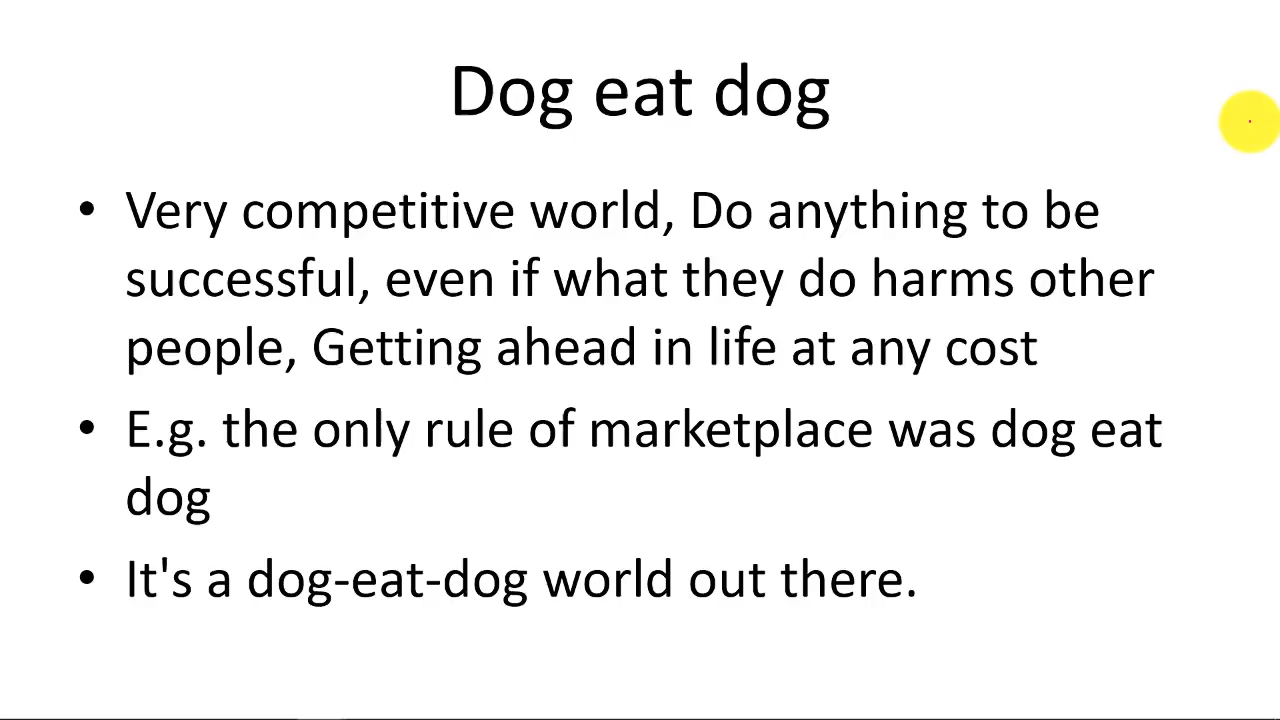 Dog eat dog
• Very competitive world, Do anything to be
successful, even if what they do harms other
people, Getting ahead in life at any cost
• E.g. the only rule of marketplace was dog eat
dog
• It's a dog-eat-dog world out there.